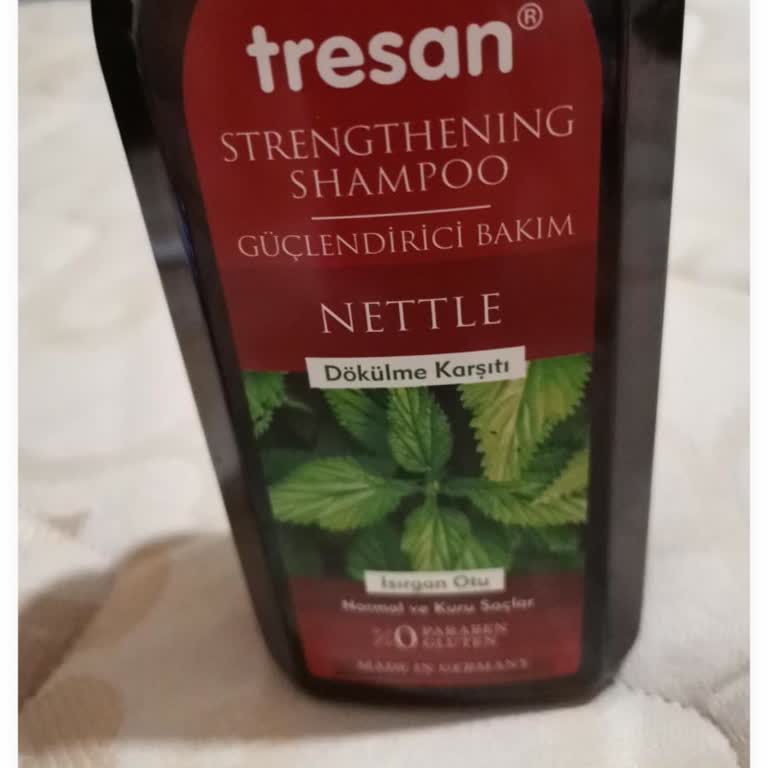 tresan®
STRENGTHENING
SHAMPOO
GÜÇLENDİRİCİ BAKIM
NETTLE
Dökülme Karşıtı
Isırgan Otu
Normal ve Kuru Saçlar
%0 PARABEN
GLUTEN
MADE IN GERMANY